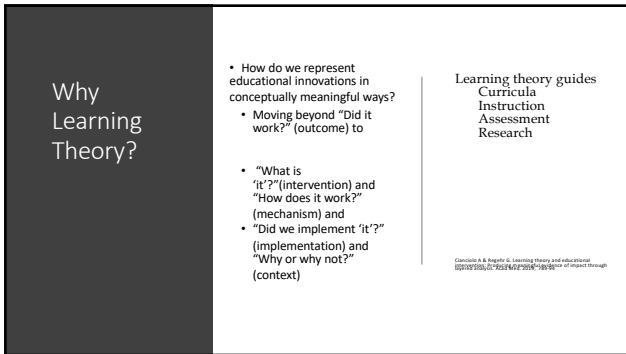 Why
Learning
Theory?
• How do we represent
educational innovations in
conceptually meaningful ways?
• Moving beyond “Did it
work?” (outcome) to
• “What is
‘it’?”(intervention) and
“How does it work?”
(mechanism) and
• “Did we implement ‘it’?”
(implementation) and
“Why or why not?”
(context)
Learning theory guides
Curricula
Instruction
Assessment
Research
Cianciolo A & Regehr G. Learning theory and educational
intervention: Producing meaningful evidence of impact through
layered analysis. Acad Med. 2019; 789-94